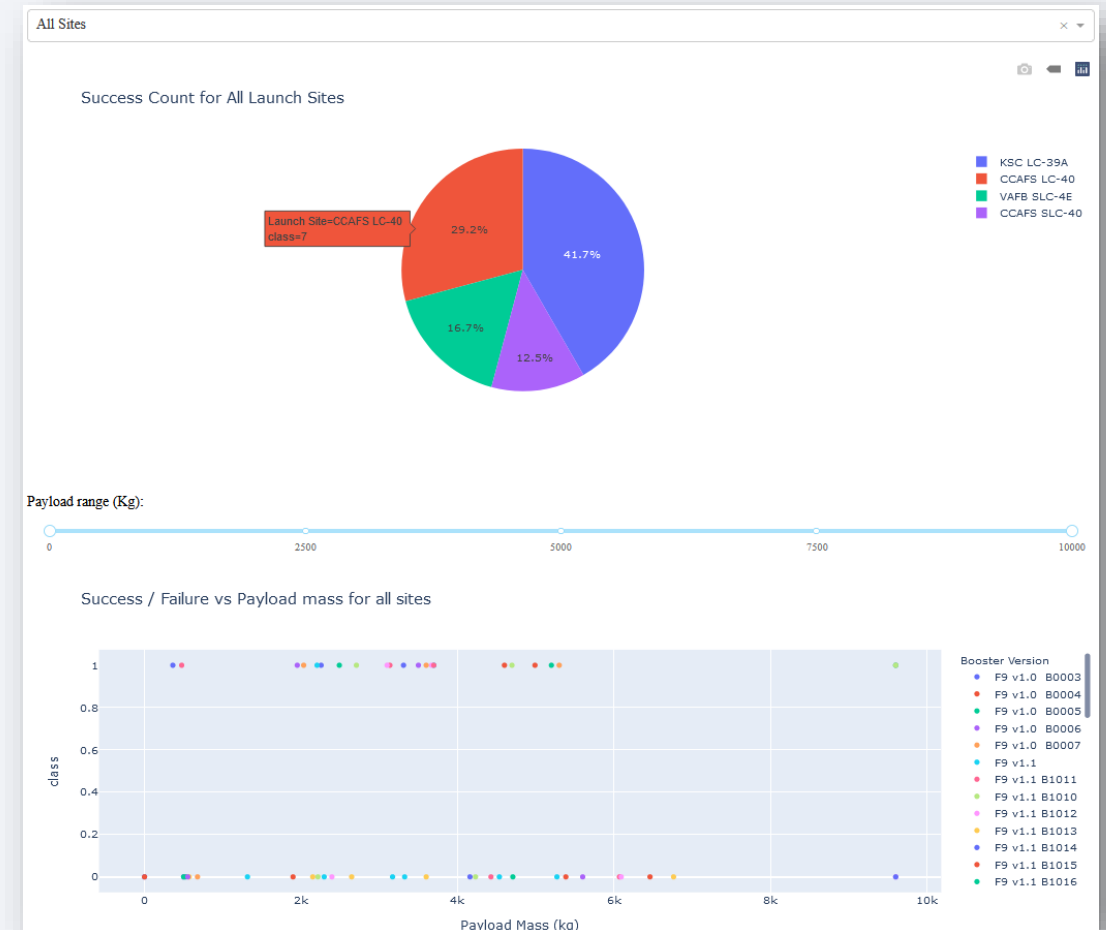 All Sites
Success Count for All Launch Sites
KSC LC-39A
CCAFS LC-40
VAFB SLC-4E
CCAFS SLC-40
Launch Site=CCAFS LC-40
class=7
29.2%
41.7%
16.7%
12.5%
Payload range (Kg):
0 2500 5000 7500 10000
Success / Failure vs Payload mass for all sites
1
0.8
0.6
0.4
0.2
0
class
0 2k 4k 6k 8k 10k
Payload Mass (kg)
Booster Version
F9 v1.0 B0003
F9 v1.0 B0004
F9 v1.0 B0005
F9 v1.0 B0006
F9 v1.0 B0007
F9 v1.1
F9 v1.1 B1011
F9 v1.1 B1010
F9 v1.1 B1012
F9 v1.1 B1013
F9 v1.1 B1014
F9 v1.1 B1015
F9 v1.1 B1016